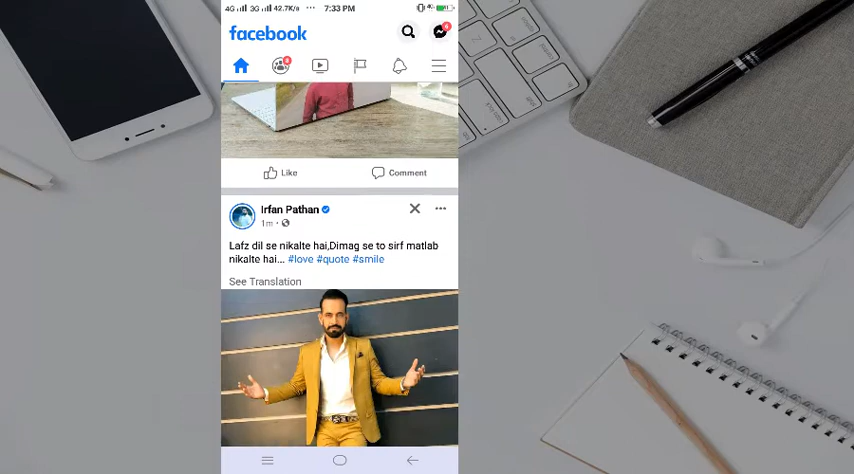 4G 3G 42.7K/s ... 7:33 PM 4G
facebook
Like Comment
Irfan Pathan
1m
Lafz dil se nikalte hai,Dimag se to sirf matlab
nikalte hai... #love #quote #smile
See Translation